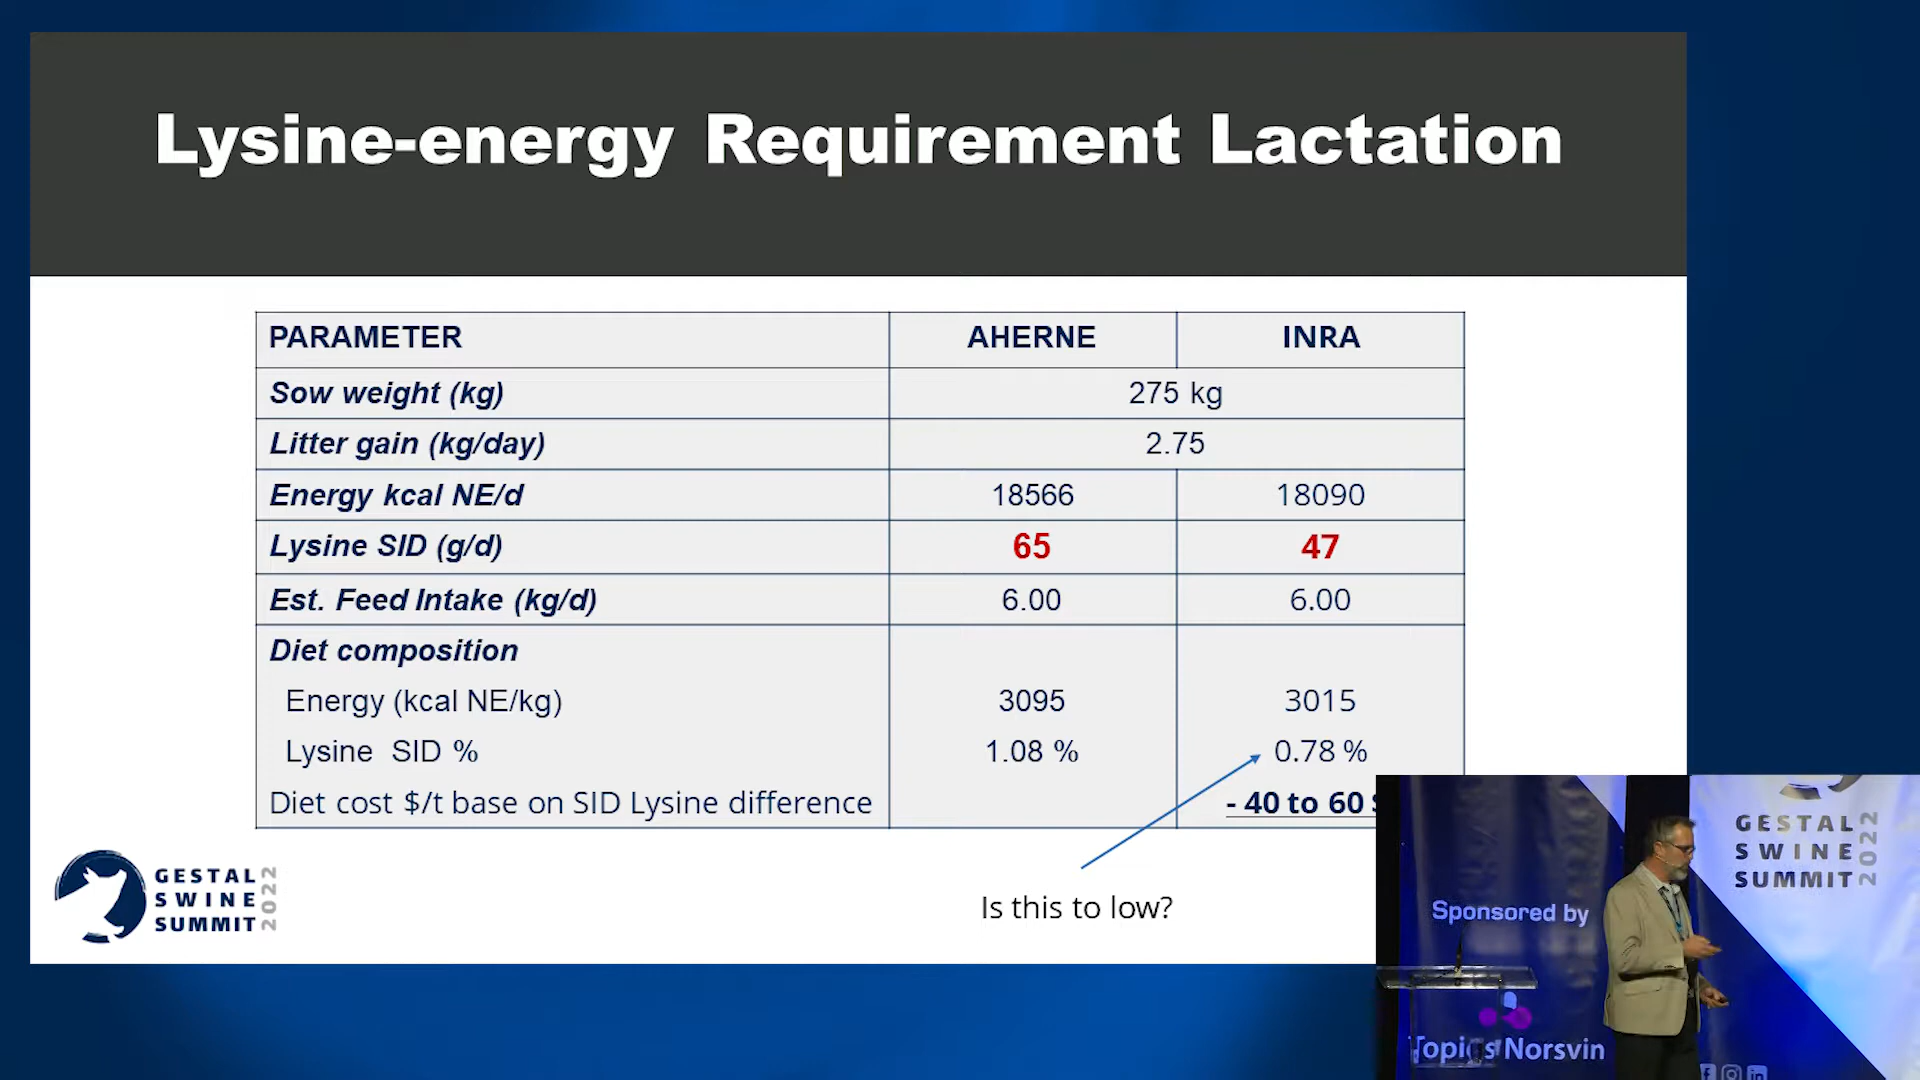 Lysine-energy Requirement Lactation
PARAMETER AHERNE INRA
Sow weight (kg) 275 kg
Litter gain (kg/day) 2.75
Energy kcal NE/d 18566 18090
Lysine SID (g/d) 65 47
Est. Feed Intake (kg/d) 6.00 6.00
Diet composition
Energy (kcal NE/kg) 3095 3015
Lysine SID % 1.08 % 0.78 %
Diet cost $/t base on SID Lysine difference - 40 to 60
Is this to low?
GESTAL
SWINE
SUMMIT
2022
GESTAL
SWINE
SUMMIT
2022
Sponsored by
Topigs Norsvin